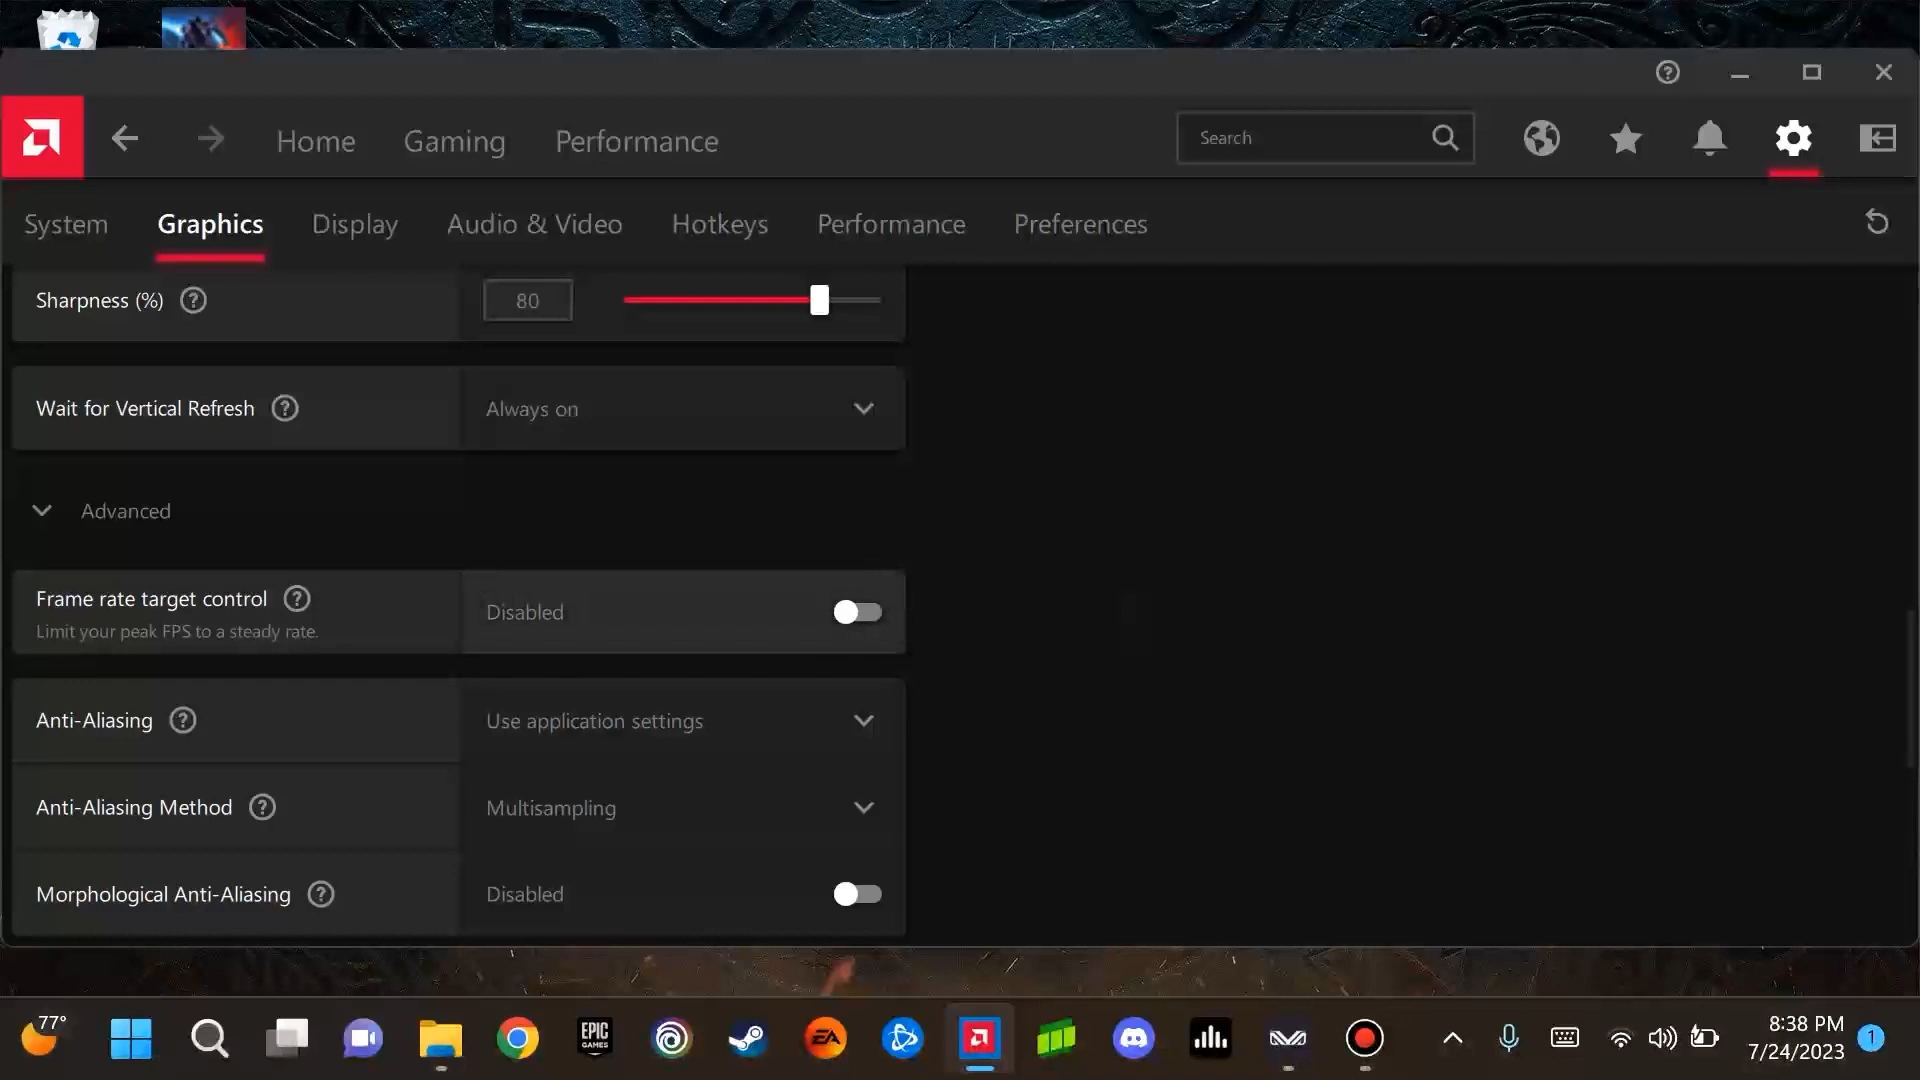 Home Gaming Performance Search
System Graphics Display Audio & Video Hotkeys Performance Preferences
Sharpness (%) 80
Wait for Vertical Refresh Always on
Advanced
Frame rate target control Disabled
Limit your peak FPS to a steady rate.
Anti-Aliasing Use application settings
Anti-Aliasing Method Multisampling
Morphological Anti-Aliasing Disabled
77°
EPIC
GAMES
EA
8:38 PM
7/24/2023
1